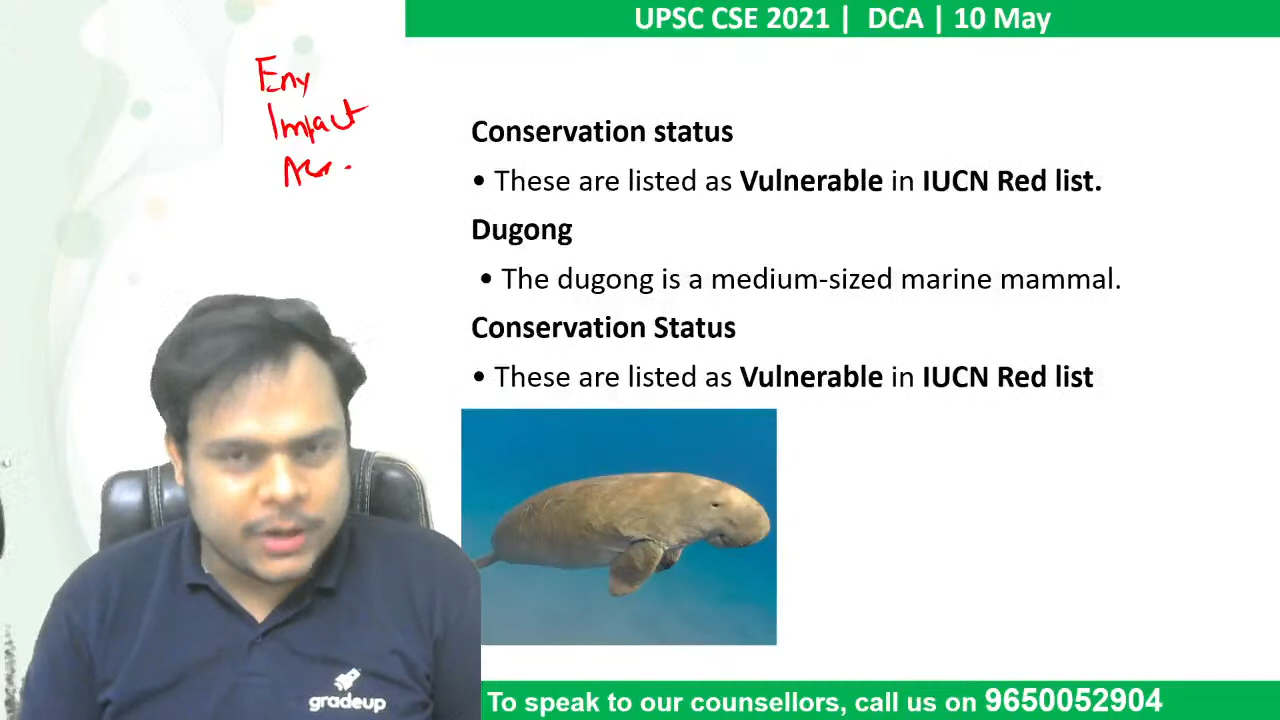 UPSC CSE 2021 | DCA | 10 May
Env
Impact
Conservation status
• These are listed as Vulnerable in IUCN Red list.
Dugong
• The dugong is a medium-sized marine mammal.
Conservation Status
• These are listed as Vulnerable in IUCN Red list
gradeup
To speak to our counsellors, call us on 9650052904